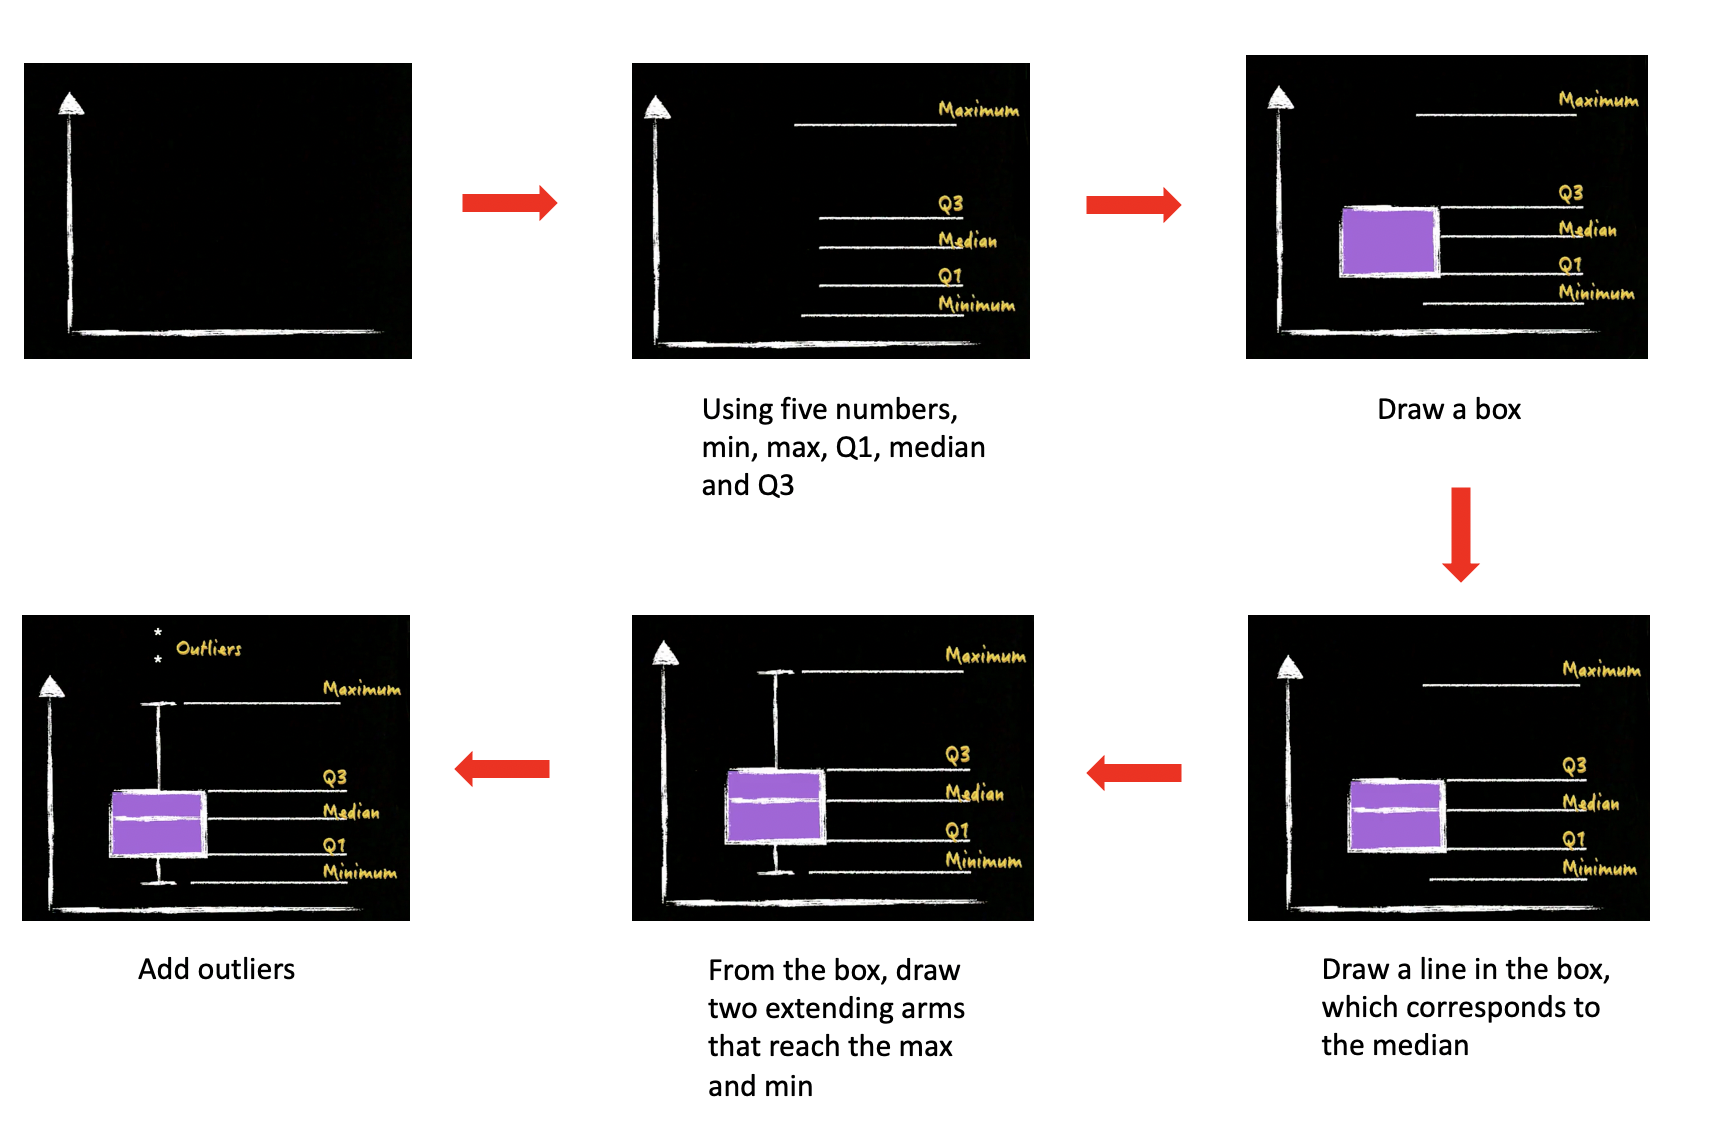 Maximum
Q3
Median
Q1
Minimum
Using five numbers,
min, max, Q1, median
and Q3
Maximum
Q3
Median
Q1
Minimum
Draw a box
Maximum
Q3
Median
Q1
Minimum
Draw a line in the box,
which corresponds to
the median
Maximum
Q3
Median
Q1
Minimum
From the box, draw
two extending arms
that reach the max
and min
* Outliers
*
Maximum
Q3
Median
Q1
Minimum
Add outliers